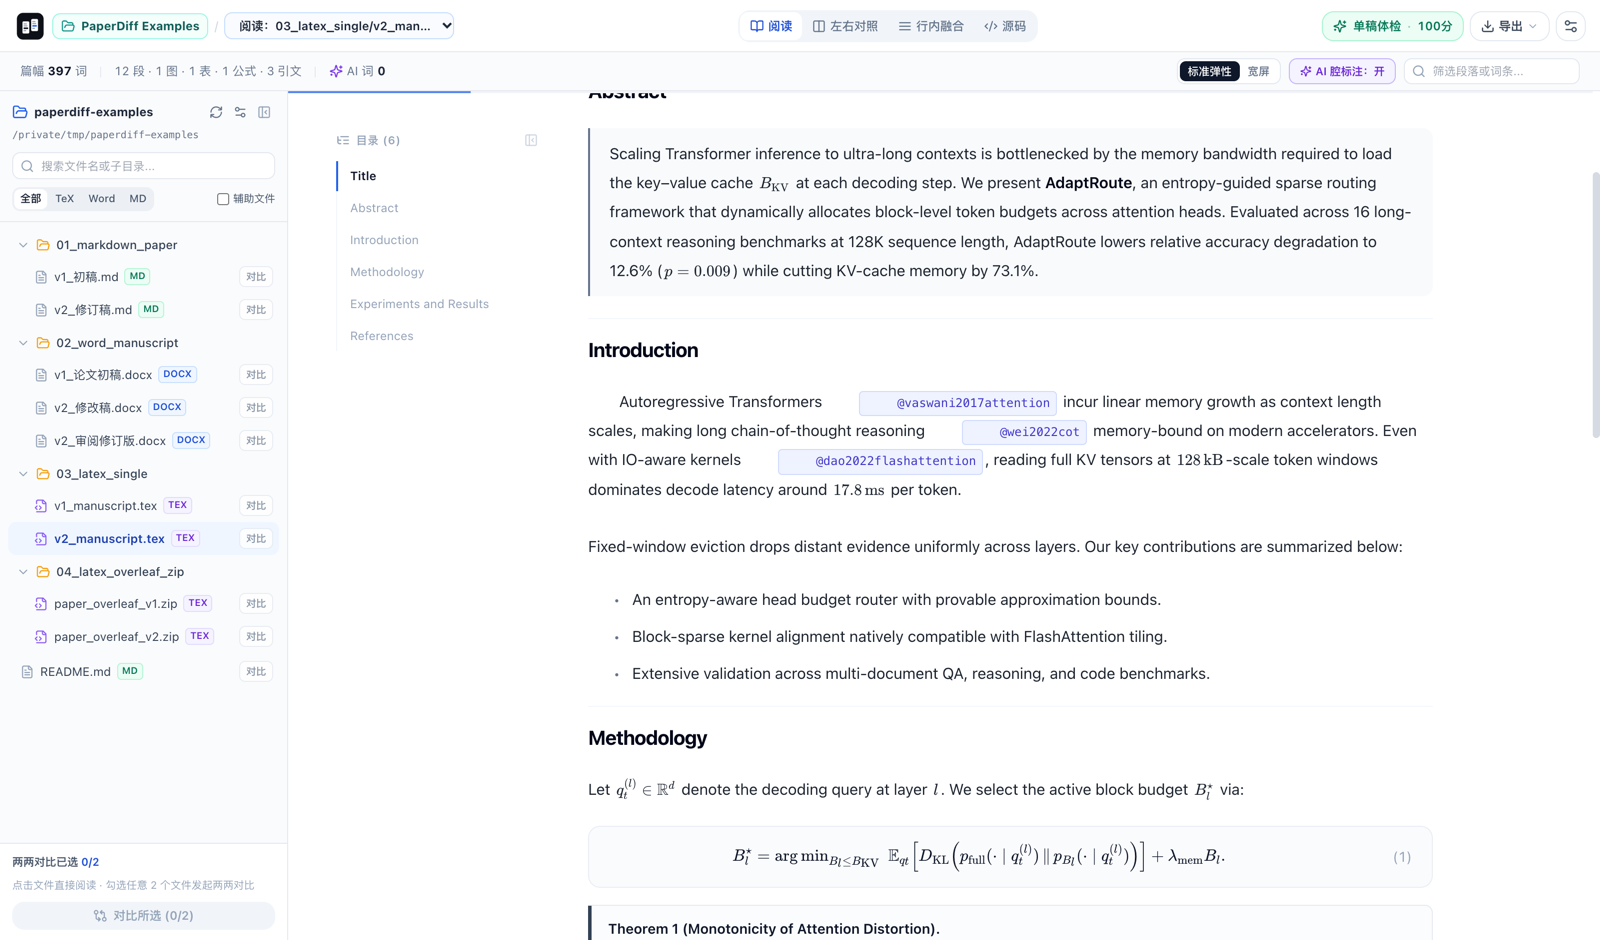 PaperDiff Examples / 阅读：03_latex_single/v2_man...
阅读 左右对照 行内融合 源码
单稿体检 · 100分 导出
篇幅 397 词 12 段 · 1 图 · 1 表 · 1 公式 · 3 引文 AI 词 0
标准弹性 宽屏 AI 腔标注：开 筛选段落或词条...
paperdiff-examples
/private/tmp/paperdiff-examples
搜索文件名或子目录...
全部 TeX Word MD 辅助文件
01_markdown_paper
v1_初稿.md MD 对比
v2_修订稿.md MD 对比
02_word_manuscript
v1_论文初稿.docx DOCX 对比
v2_修改稿.docx DOCX 对比
v2_审阅修订版.docx DOCX 对比
03_latex_single
v1_manuscript.tex TEX 对比
v2_manuscript.tex TEX 对比
04_latex_overleaf_zip
paper_overleaf_v1.zip TEX 对比
paper_overleaf_v2.zip TEX 对比
README.md MD 对比
两两对比已选 0/2
点击文件直接阅读 · 勾选任意 2 个文件发起两两对比
对比所选 (0/2)
目录 (6)
Title
Abstract
Introduction
Methodology
Experiments and Results
References
Abstract
Scaling Transformer inference to ultra-long contexts is bottlenecked by the memory bandwidth required to load
the key–value cache B_KV at each decoding step. We present AdaptRoute, an entropy-guided sparse routing
framework that dynamically allocates block-level token budgets across attention heads. Evaluated across 16 long-
context reasoning benchmarks at 128K sequence length, AdaptRoute lowers relative accuracy degradation to
12.6% (p = 0.009) while cutting KV-cache memory by 73.1%.
Introduction
Autoregressive Transformers @vaswani2017attention incur linear memory growth as context length
scales, making long chain-of-thought reasoning @wei2022cot memory-bound on modern accelerators. Even
with IO-aware kernels @dao2022flashattention , reading full KV tensors at 128 kB-scale token windows
dominates decode latency around 17.8 ms per token.
Fixed-window eviction drops distant evidence uniformly across layers. Our key contributions are summarized below:
• An entropy-aware head budget router with provable approximation bounds.
• Block-sparse kernel alignment natively compatible with FlashAttention tiling.
• Extensive validation across multi-document QA, reasoning, and code benchmarks.
Methodology
Let q_t^(l) ∈ ℝ^d denote the decoding query at layer l. We select the active block budget B_l^⋆ via:
B_l^⋆ = arg min_{B_l≤B_KV} 𝔼_{qt}[D_KL(p_full(· | q_t^(l)) ∥ p_{B_l}(· | q_t^(l)))] + λ_mem B_l. (1)
Theorem 1 (Monotonicity of Attention Distortion).